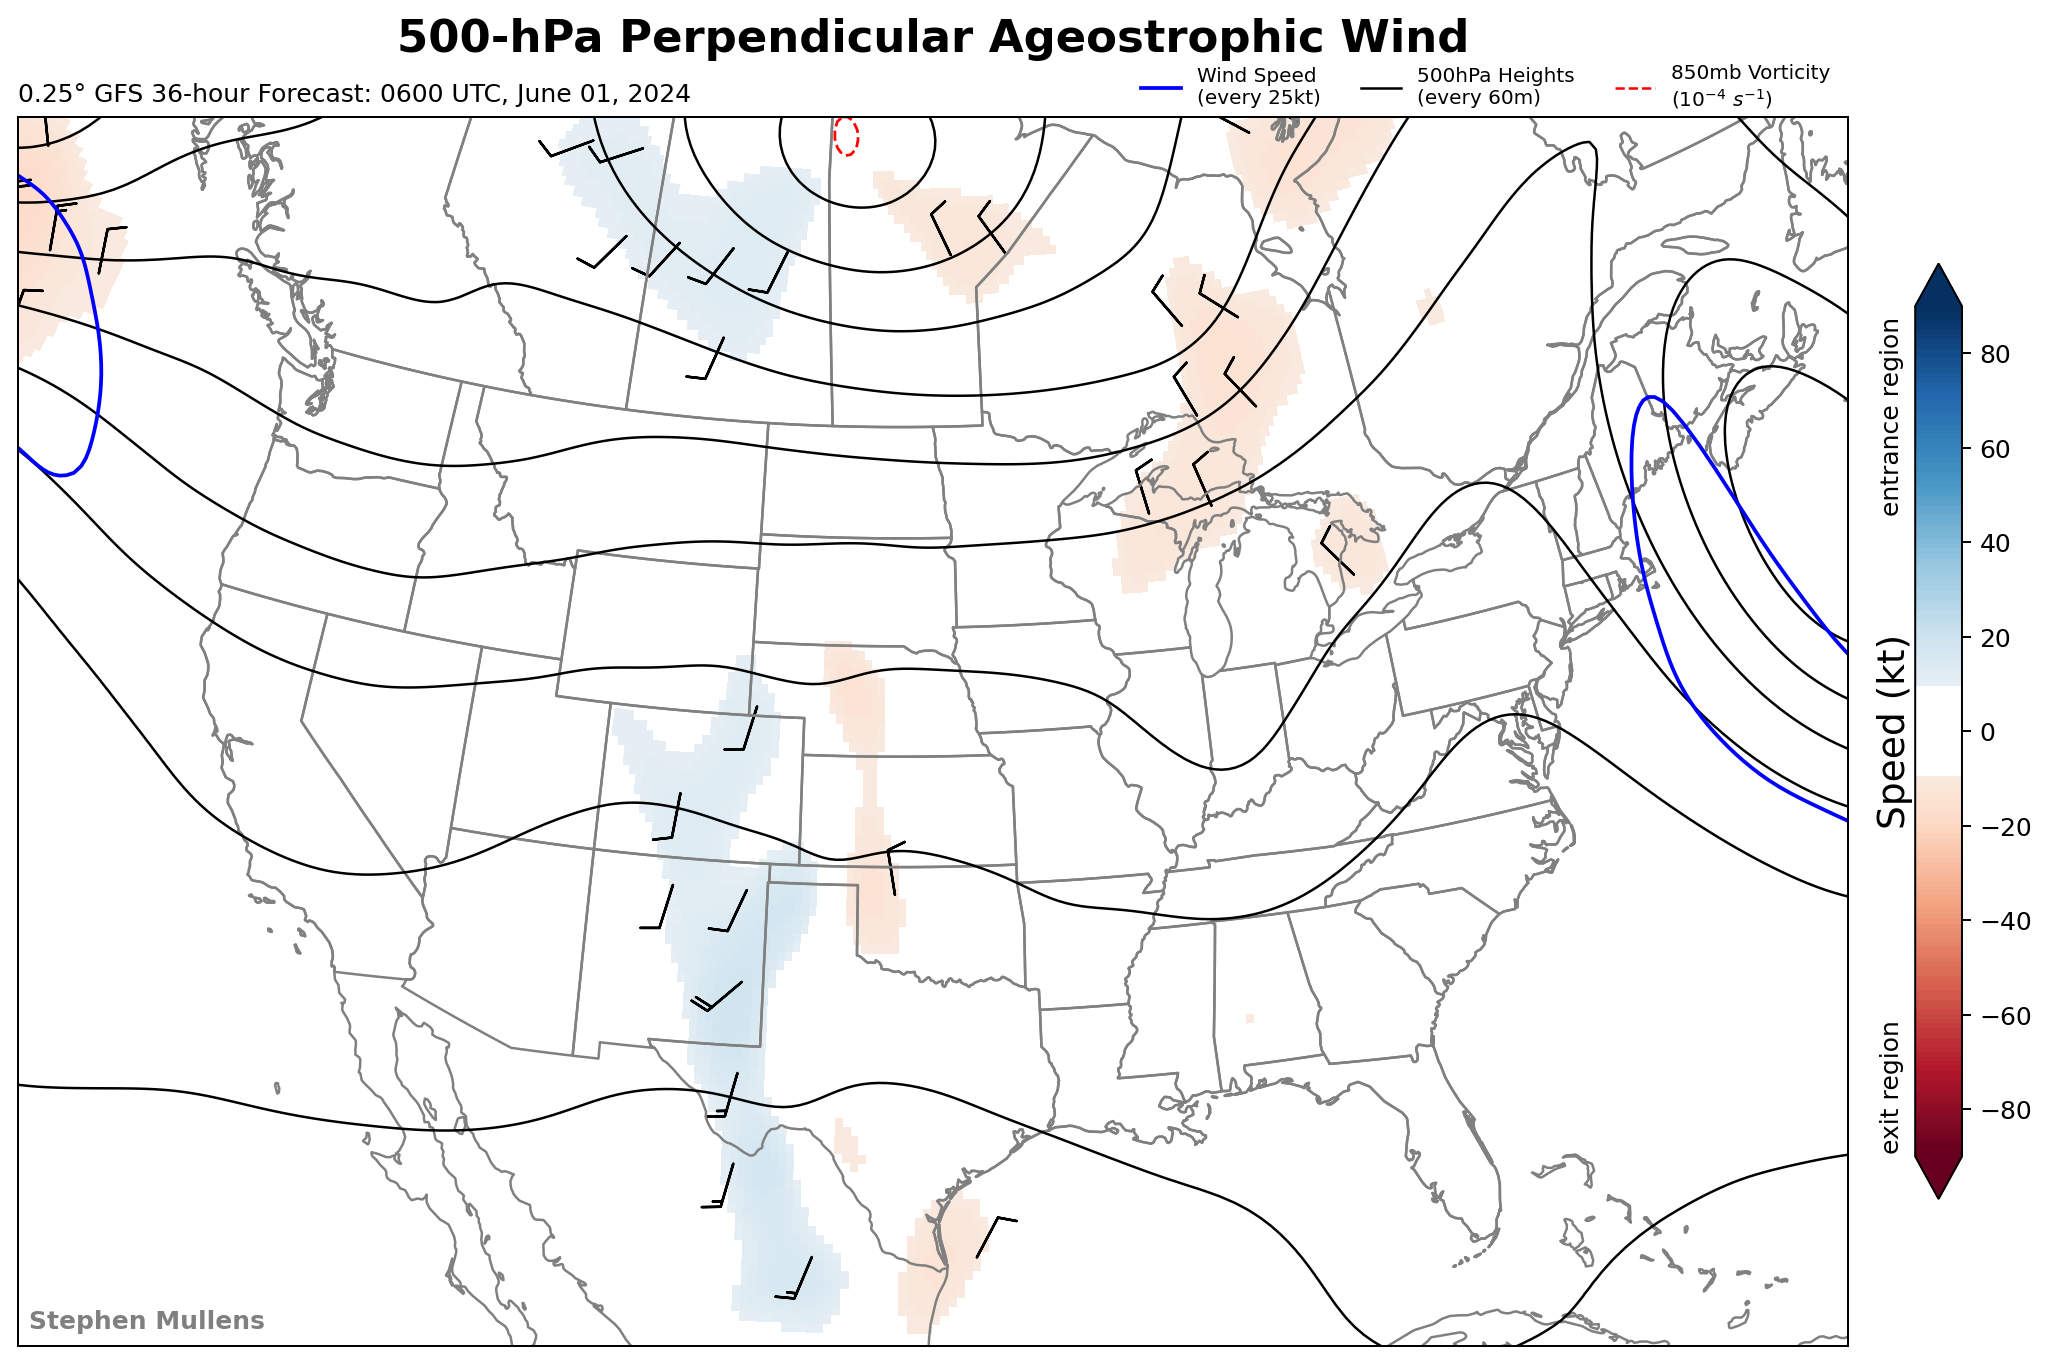 500-hPa Perpendicular Ageostrophic Wind
0.25° GFS 36-hour Forecast: 0600 UTC, June 01, 2024
Wind Speed
(every 25kt)
500hPa Heights
(every 60m)
850mb Vorticity
(10⁻⁴ s⁻¹)
entrance region
Speed (kt)
exit region
80
60
40
20
0
−20
−40
−60
−80
Stephen Mullens